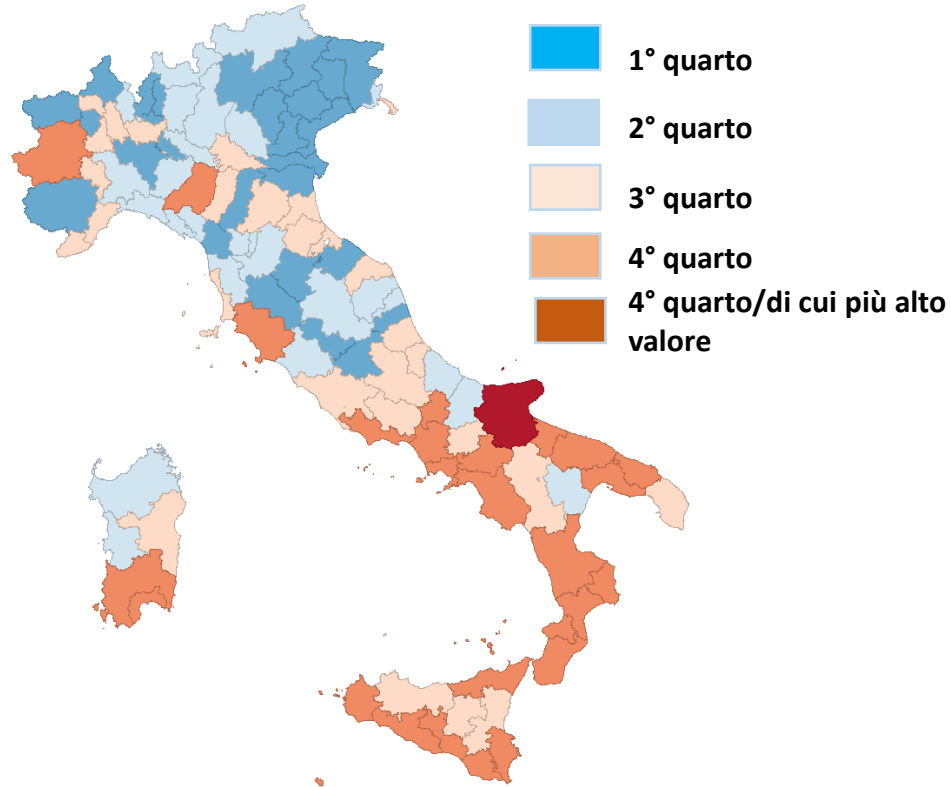 1° quarto
2° quarto
3° quarto
4° quarto
4° quarto/di cui più alto
valore